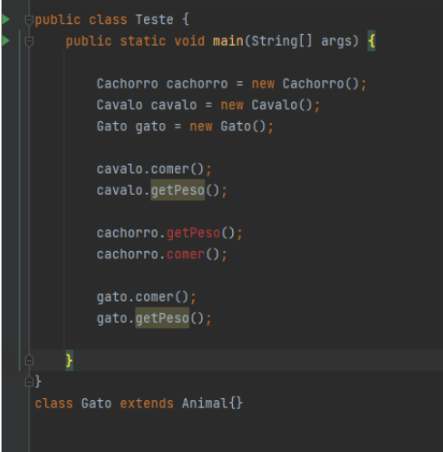 public class Teste {
public static void main(String[] args) {
Cachorro cachorro = new Cachorro();
Cavalo cavalo = new Cavalo();
Gato gato = new Gato();
cavalo.comer();
cavalo.getPeso();
cachorro.getPeso();
cachorro.comer();
gato.comer();
gato.getPeso();
}
}
class Gato extends Animal{}